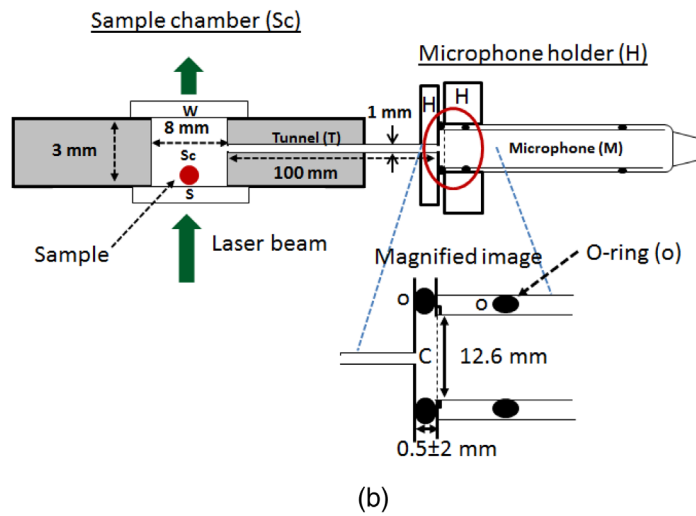 Sample chamber (Sc)
Microphone holder (H)
W
H
H
1 mm
8 mm
Tunnel (T)
3 mm
Sc
Microphone (M)
100 mm
S
Sample
Laser beam
Magnified image
O-ring (o)
o
o
C
12.6 mm
0.5±2 mm
(b)